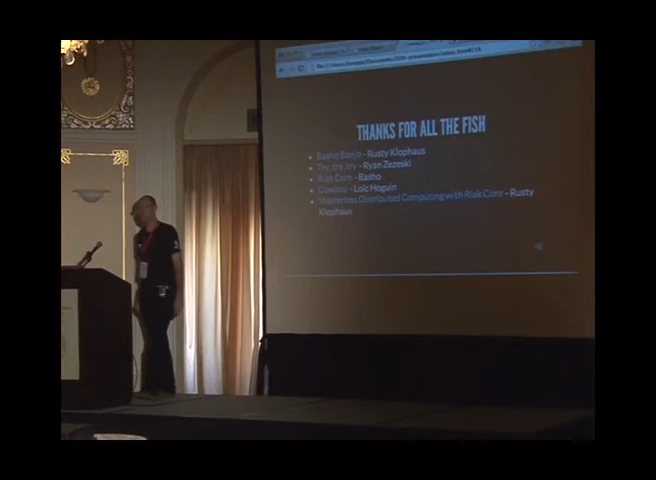 THANKS FOR ALL THE FISH
Basho Banjo - Rusty Klophaus
Try, try, try - Ryan Zezeski
Riak Core - Basho
Cowboy - Loïc Hoguin
Masterless Distributed Computing with Riak Core - Rusty
Klophaus